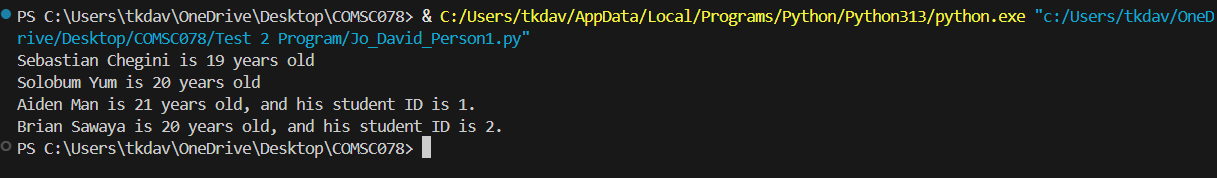 PS C:\Users\tkdav\OneDrive\Desktop\COMSC078> & C:/Users/tkdav/AppData/Local/Programs/Python/Python313/python.exe "c:/Users/tkdav/OneD
rive/Desktop/COMSC078/Test 2 Program/Jo_David_Person1.py"
Sebastian Chegini is 19 years old
Solobum Yum is 20 years old
Aiden Man is 21 years old, and his student ID is 1.
Brian Sawaya is 20 years old, and his student ID is 2.
PS C:\Users\tkdav\OneDrive\Desktop\COMSC078>